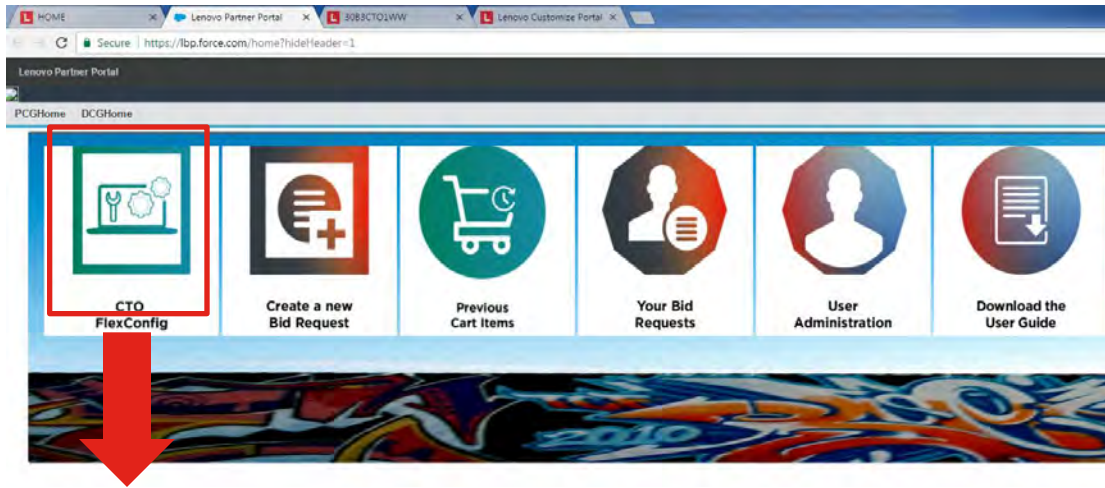 HOME
Lenovo Partner Portal
30B3CTO1WW
Lenovo Customize Portal
Secure
https://lbp.force.com/home?hideHeader=1
Lenovo Partner Portal
PCGHome DCGHome
CTO
FlexConfig
Create a new
Bid Request
Previous
Cart Items
Your Bid
Requests
User
Administration
Download the
User Guide
2010